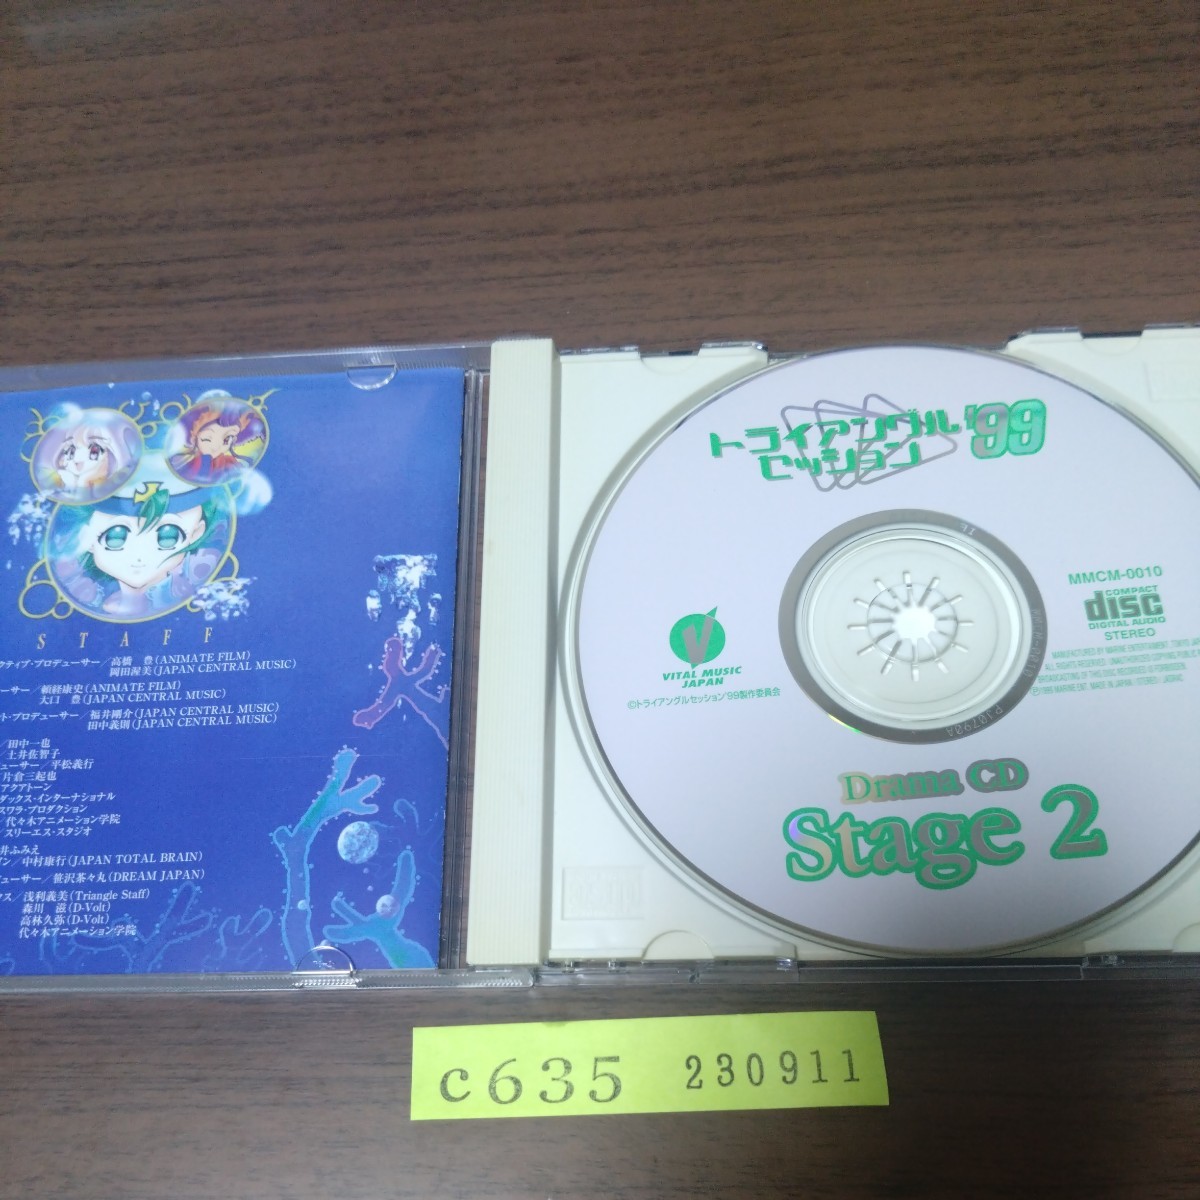 STAFF
クティブ・プロデューサー／高橋　豊(ANIMATE FILM)
岡田渥美(JAPAN CENTRAL MUSIC)
ーサー／頼経康史(ANIMATE FILM)
大口　豊(JAPAN CENTRAL MUSIC)
ト・プロデューサー／福井剛介(JAPAN CENTRAL MUSIC)
田中義則(JAPAN CENTRAL MUSIC)
／田中一也
／土井佐智子
デューサー／平松義行
片倉三起也
アクアトーン
ダックス・インターナショナル
スワラ・プロダクション
／代々木アニメーション学院
／スリーエス・スタジオ
井ふみえ
ン／中村康行(JAPAN TOTAL BRAIN)
デューサー／笹沢茶々丸(DREAM JAPAN)
クス／浅利義美(Triangle Staff)
森川　滋(D-Volt)
高林久弥(D-Volt)
代々木アニメーション学院
トライアングル'99
セッション
MMCM-0010
COMPACT
disc
DIGITAL AUDIO
STEREO
V
VITAL MUSIC
JAPAN
©トライアングルセッション'99製作委員会
Drama CD
Stage 2
c635 230911